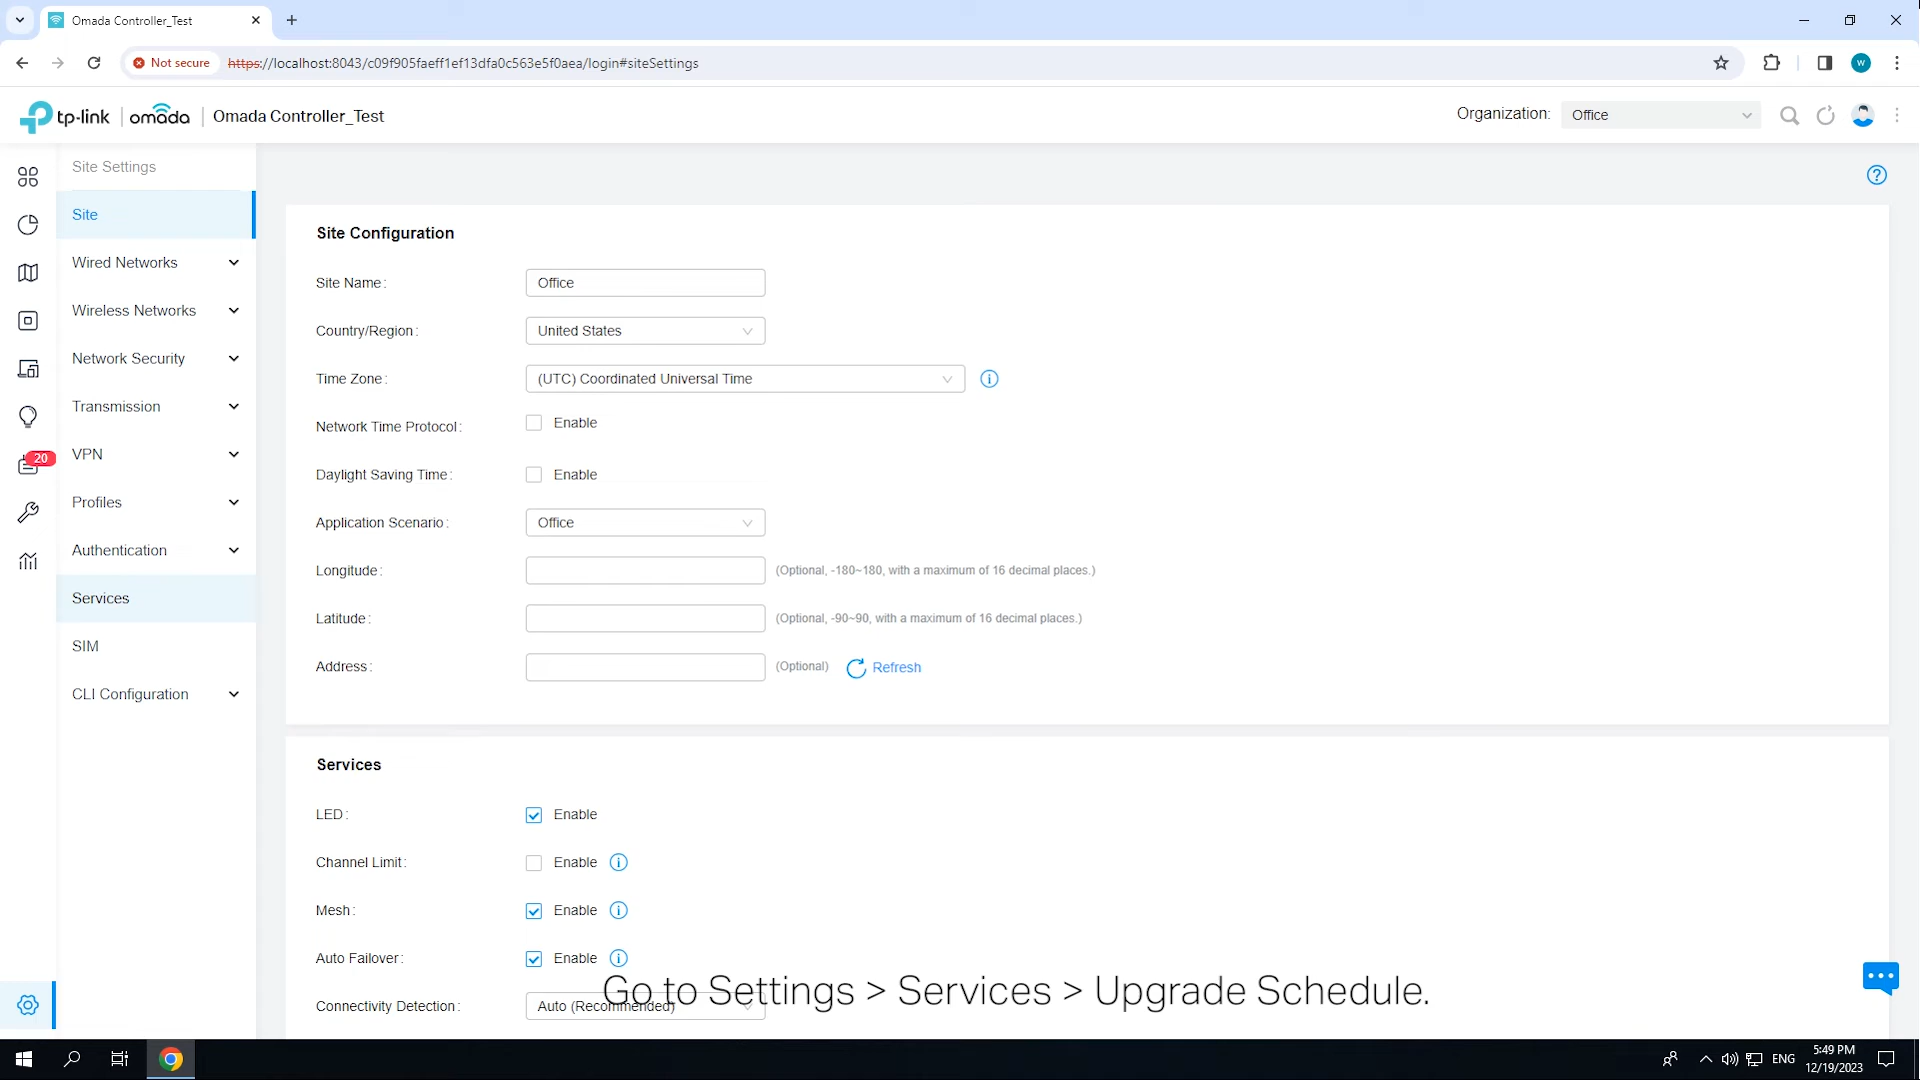 Omada Controller_Test
Not secure https://localhost:8043/c09f905faeff1ef13dfa0c563e5f0aea/login#siteSettings
W
tp-link | omada | Omada Controller_Test
Organization: Office
Site Settings
Site
Wired Networks
Wireless Networks
Network Security
Transmission
20
VPN
Profiles
Authentication
Services
SIM
CLI Configuration
Site Configuration
Site Name: Office
Country/Region: United States
Time Zone: (UTC) Coordinated Universal Time
Network Time Protocol: Enable
Daylight Saving Time: Enable
Application Scenario: Office
Longitude: (Optional, -180~180, with a maximum of 16 decimal places.)
Latitude: (Optional, -90~90, with a maximum of 16 decimal places.)
Address: (Optional) Refresh
Services
LED: Enable
Channel Limit: Enable
Mesh: Enable
Auto Failover: Enable
Connectivity Detection: Auto (Recommended)
Go to Settings > Services > Upgrade Schedule.
ENG
5:49 PM
12/19/2023